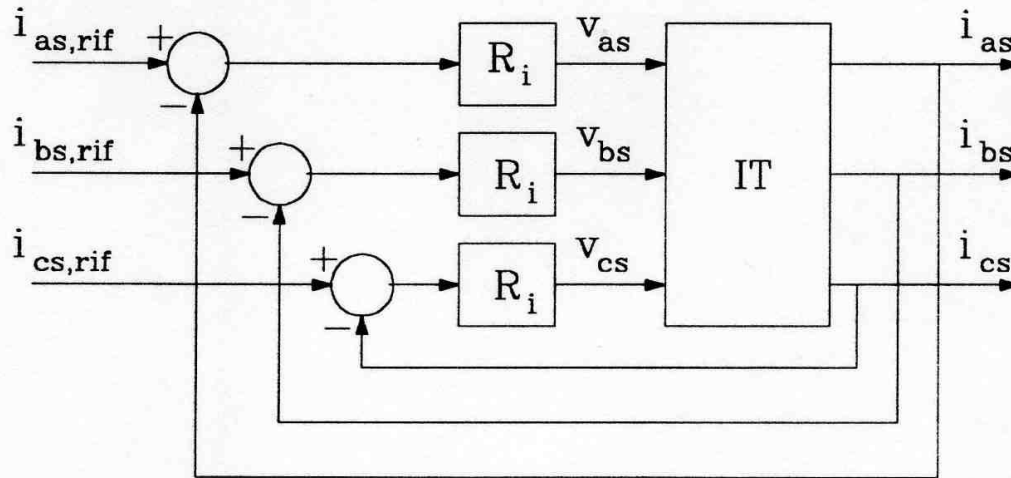 i as,rif + − R i v as IT i as
i bs,rif + − R i v bs i bs
i cs,rif + − R i v cs i cs